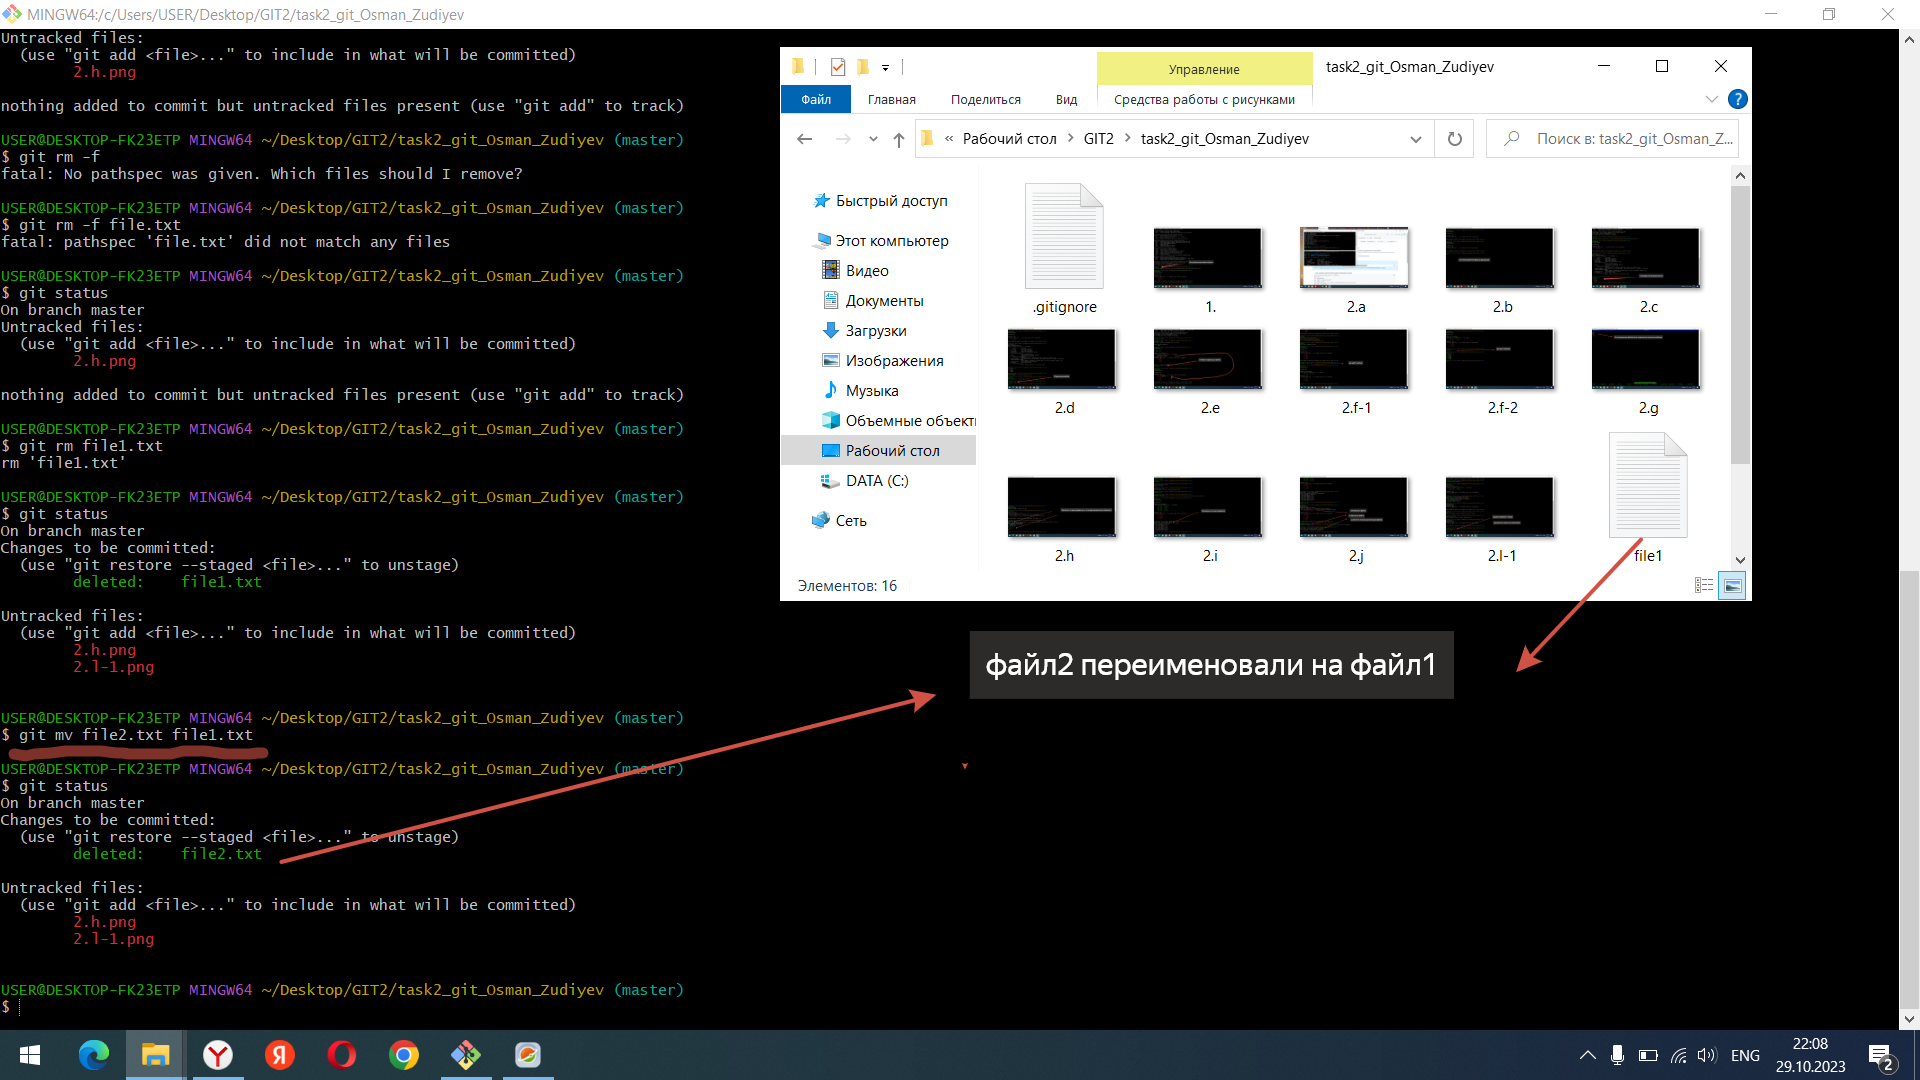 MINGW64:/c/Users/USER/Desktop/GIT2/task2_git_Osman_Zudiyev
Untracked files:
  (use "git add <file>..." to include in what will be committed)
        2.h.png
nothing added to commit but untracked files present (use "git add" to track)
USER@DESKTOP-FK23ETP MINGW64 ~/Desktop/GIT2/task2_git_Osman_Zudiyev (master)
$ git rm -f
fatal: No pathspec was given. Which files should I remove?
USER@DESKTOP-FK23ETP MINGW64 ~/Desktop/GIT2/task2_git_Osman_Zudiyev (master)
$ git rm -f file.txt
fatal: pathspec 'file.txt' did not match any files
USER@DESKTOP-FK23ETP MINGW64 ~/Desktop/GIT2/task2_git_Osman_Zudiyev (master)
$ git status
On branch master
Untracked files:
  (use "git add <file>..." to include in what will be committed)
        2.h.png
nothing added to commit but untracked files present (use "git add" to track)
USER@DESKTOP-FK23ETP MINGW64 ~/Desktop/GIT2/task2_git_Osman_Zudiyev (master)
$ git rm file1.txt
rm 'file1.txt'
USER@DESKTOP-FK23ETP MINGW64 ~/Desktop/GIT2/task2_git_Osman_Zudiyev (master)
$ git status
On branch master
Changes to be committed:
  (use "git restore --staged <file>..." to unstage)
        deleted:    file1.txt
Untracked files:
  (use "git add <file>..." to include in what will be committed)
        2.h.png
        2.l-1.png
USER@DESKTOP-FK23ETP MINGW64 ~/Desktop/GIT2/task2_git_Osman_Zudiyev (master)
$ git mv file2.txt file1.txt
USER@DESKTOP-FK23ETP MINGW64 ~/Desktop/GIT2/task2_git_Osman_Zudiyev (master)
$ git status
On branch master
Changes to be committed:
  (use "git restore --staged <file>..." to unstage)
        deleted:    file2.txt
Untracked files:
  (use "git add <file>..." to include in what will be committed)
        2.h.png
        2.l-1.png
USER@DESKTOP-FK23ETP MINGW64 ~/Desktop/GIT2/task2_git_Osman_Zudiyev (master)
$
Управление task2_git_Osman_Zudiyev
Файл Главная Поделиться Вид Средства работы с рисунками ?
« Рабочий стол > GIT2 > task2_git_Osman_Zudiyev Поиск в: task2_git_Osman_Z...
Быстрый доступ
Этот компьютер
Видео
Документы
Загрузки
Изображения
Музыка
Объемные объект
Рабочий стол
DATA (C:)
Сеть
.gitignore 1. 2.a 2.b 2.c
2.d 2.e 2.f-1 2.f-2 2.g
2.h 2.i 2.j 2.l-1 file1
Элементов: 16
файл2 переименовали на файл1
ENG
22:08
29.10.2023
2